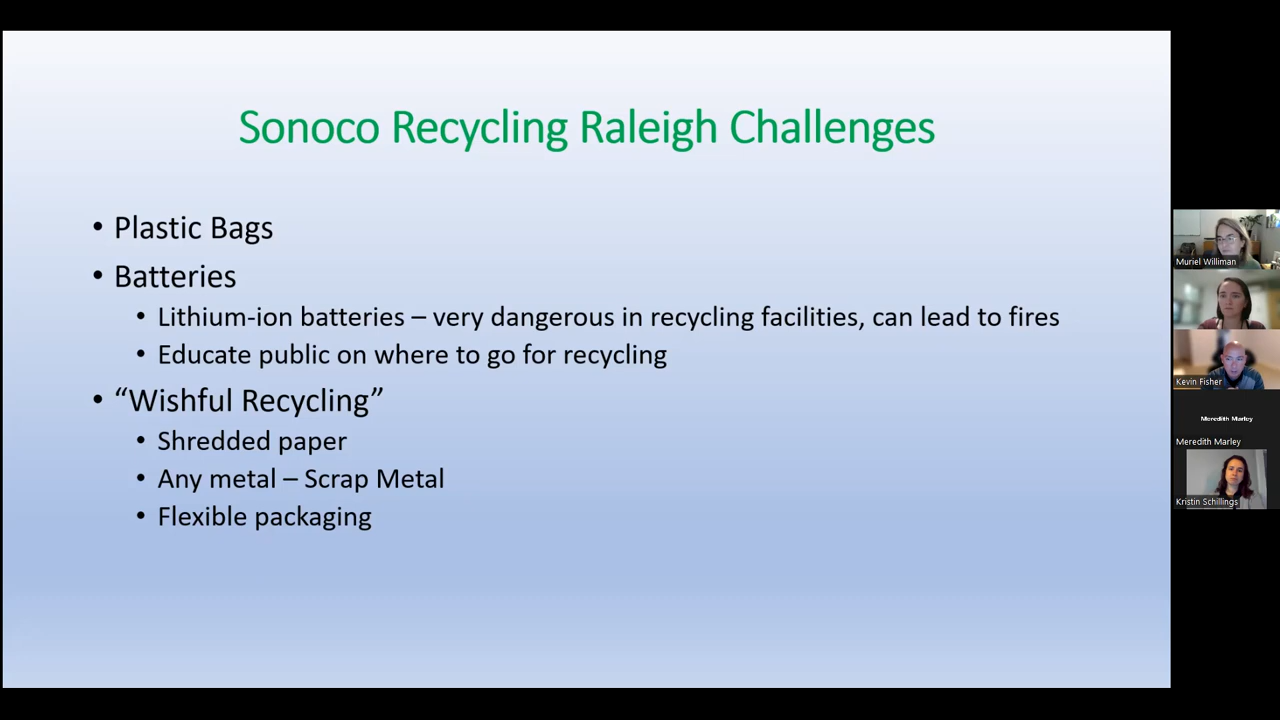 Sonoco Recycling Raleigh Challenges
• Plastic Bags
• Batteries
• Lithium-ion batteries – very dangerous in recycling facilities, can lead to fires
• Educate public on where to go for recycling
• “Wishful Recycling”
• Shredded paper
• Any metal – Scrap Metal
• Flexible packaging
Muriel Williman
Kevin Fisher
Meredith Marley
Meredith Marley
Kristin Schillings